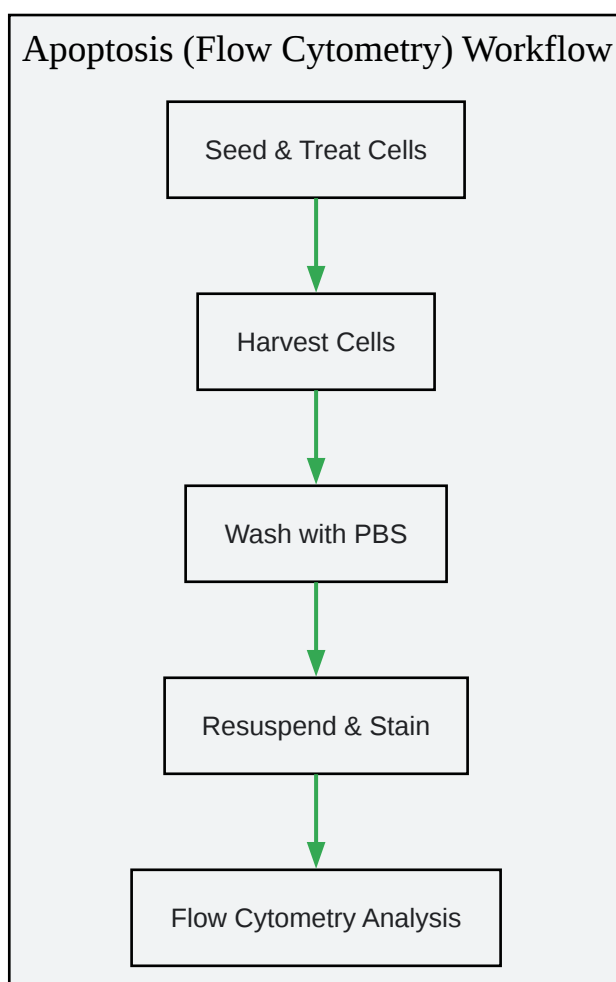 Apoptosis (Flow Cytometry) Workflow
Seed & Treat Cells
Harvest Cells
Wash with PBS
Resuspend & Stain
Flow Cytometry Analysis